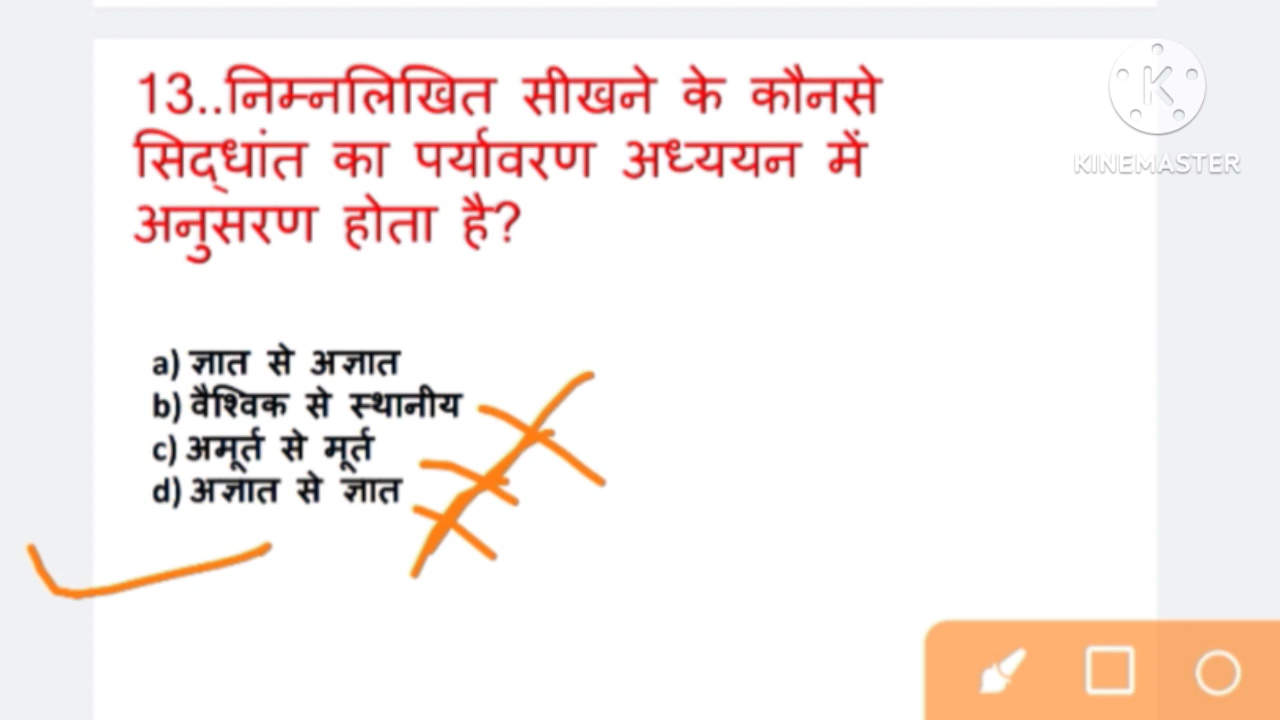 13..निम्नलिखित सीखने के कौनसे
सिद्धांत का पर्यावरण अध्ययन में
अनुसरण होता है?
a) ज्ञात से अज्ञात
b) वैश्विक से स्थानीय
c) अमूर्त से मूर्त
d) अज्ञात से ज्ञात
K
KINEMASTER